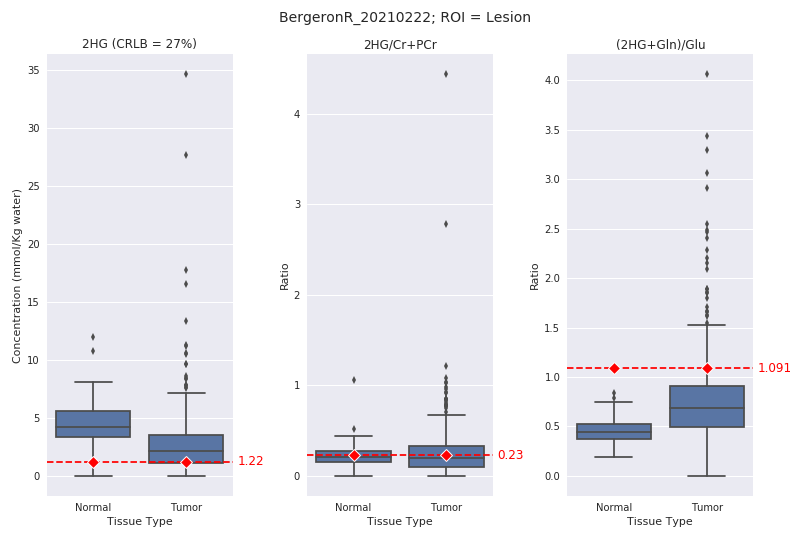 BergeronR_20210222; ROI = Lesion
2HG (CRLB = 27%)
Concentration (mmol/Kg water)
35
30
25
20
15
10
5
0
1.22
Normal Tumor
Tissue Type
2HG/Cr+PCr
Ratio
4
3
2
1
0
0.23
Normal Tumor
Tissue Type
(2HG+Gln)/Glu
Ratio
4.0
3.5
3.0
2.5
2.0
1.5
1.0
0.5
0.0
1.091
Normal Tumor
Tissue Type